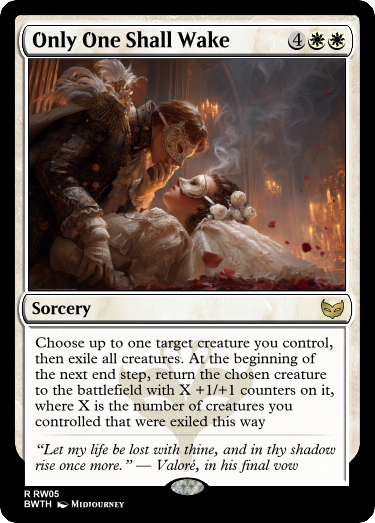 Only One Shall Wake 4
Sorcery
Choose up to one target creature you control,
then exile all creatures. At the beginning of
the next end step, return the chosen creature
to the battlefield with X +1/+1 counters on it,
where X is the number of creatures you
controlled that were exiled this way
“Let my life be lost with thine, and in thy shadow
rise once more.” — Valoré, in his final vow
R RW05
BWTH Midjourney